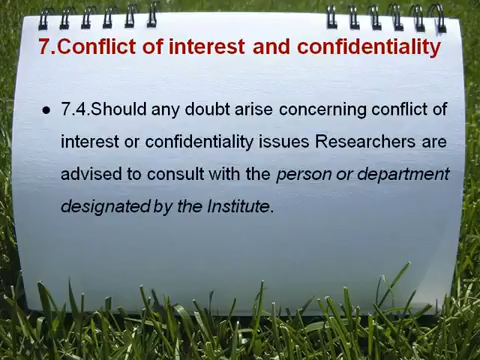 7.Conflict of interest and confidentiality
● 7.4.Should any doubt arise concerning conflict of
interest or confidentiality issues Researchers are
advised to consult with the person or department
designated by the Institute.